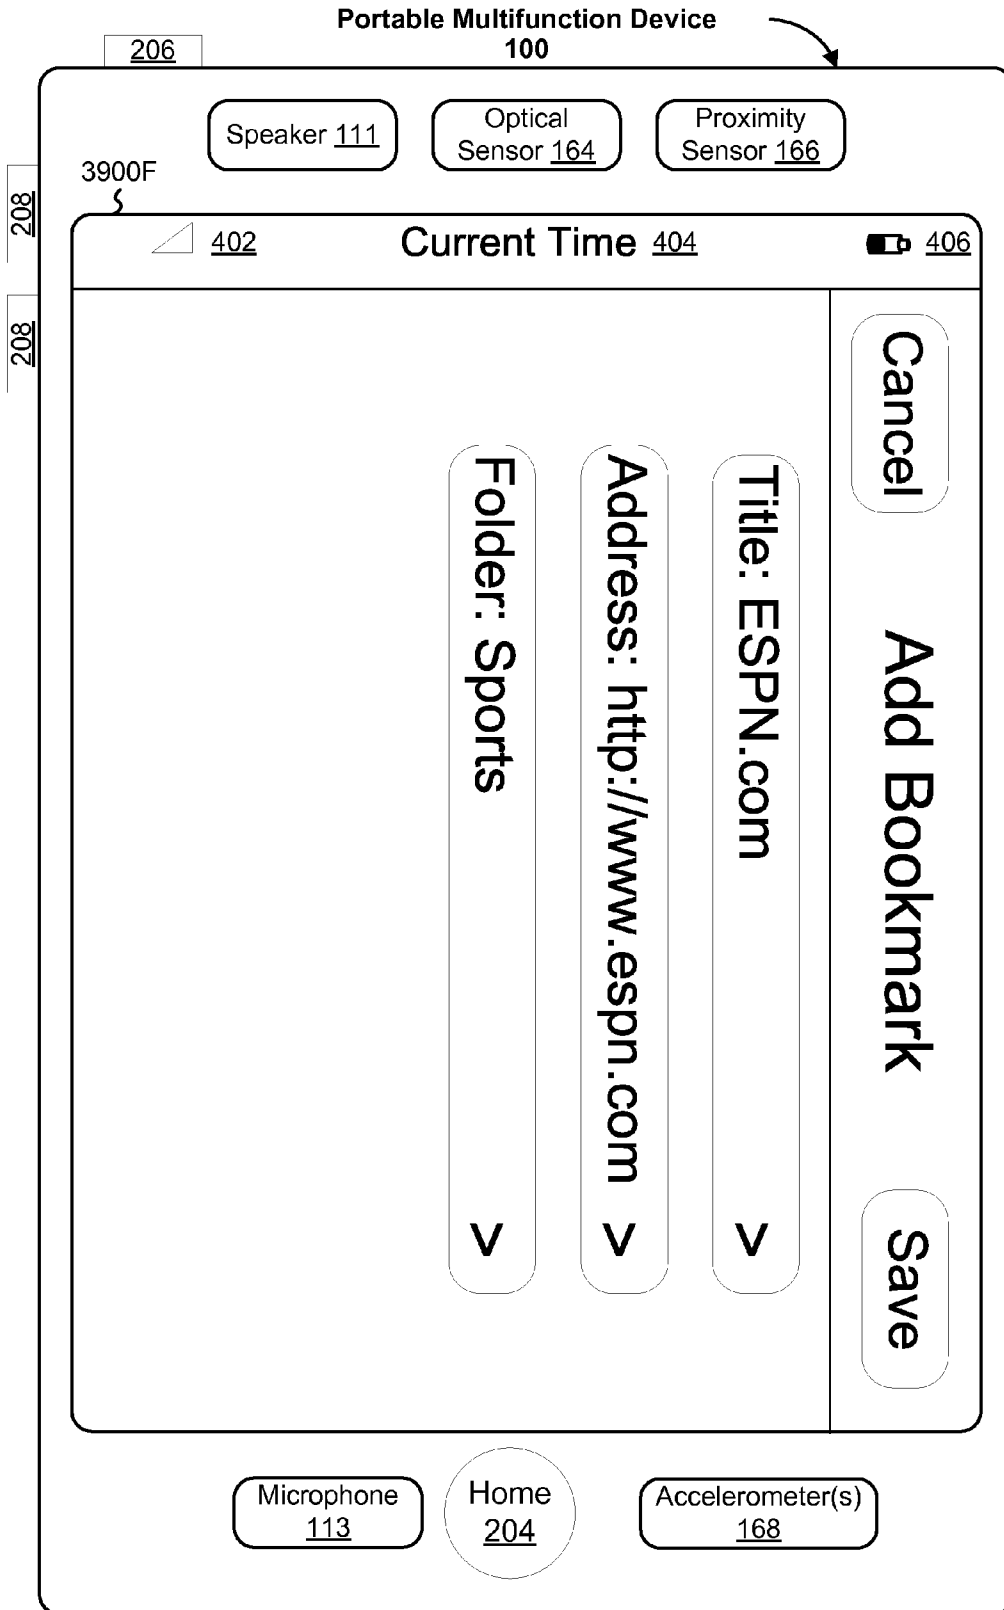 Portable Multifunction Device
100
206
Speaker 111
Optical
Sensor 164
Proximity
Sensor 166
208
208
3900F
402
Current Time 404
406
Cancel
Add Bookmark
Save
Title: ESPN.com >
Address: http://www.espn.com >
Folder: Sports >
Microphone
113
Home
204
Accelerometer(s)
168